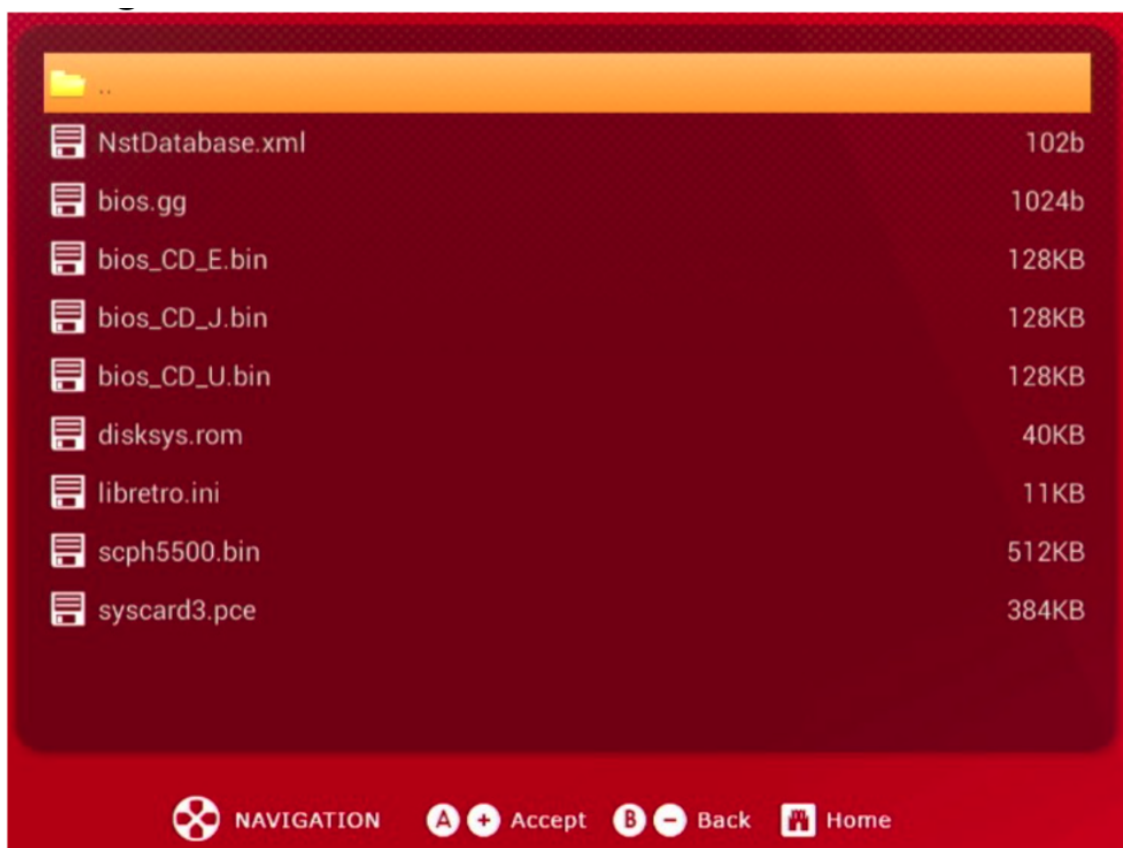 ..
NstDatabase.xml 102b
bios.gg 1024b
bios_CD_E.bin 128KB
bios_CD_J.bin 128KB
bios_CD_U.bin 128KB
disksys.rom 40KB
libretro.ini 11KB
scph5500.bin 512KB
syscard3.pce 384KB
NAVIGATION A + Accept B - Back Home